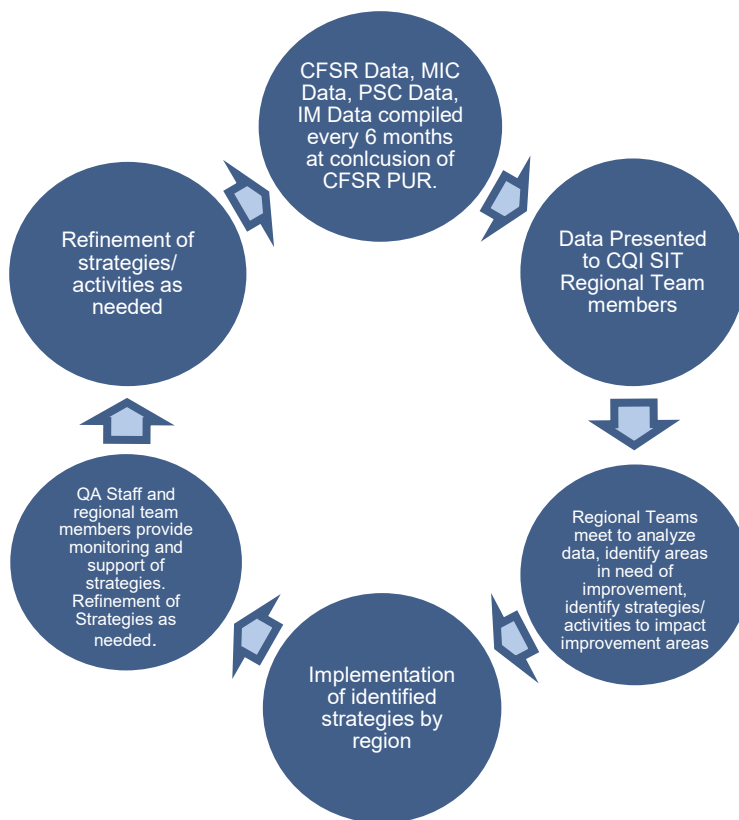 CFSR Data, MIC
Data, PSC Data,
IM Data compiled
every 6 months
at conlcusion of
CFSR PUR.
Data Presented
to CQI SIT
Regional Team
members
Regional Teams
meet to analyze
data, identify areas
in need of
improvement,
identify strategies/
activities to impact
improvement areas
Implementation
of identified
strategies by
region
QA Staff and
regional team
members provide
monitoring and
support of
strategies.
Refinement of
Strategies as
needed.
Refinement of
strategies/
activities as
needed